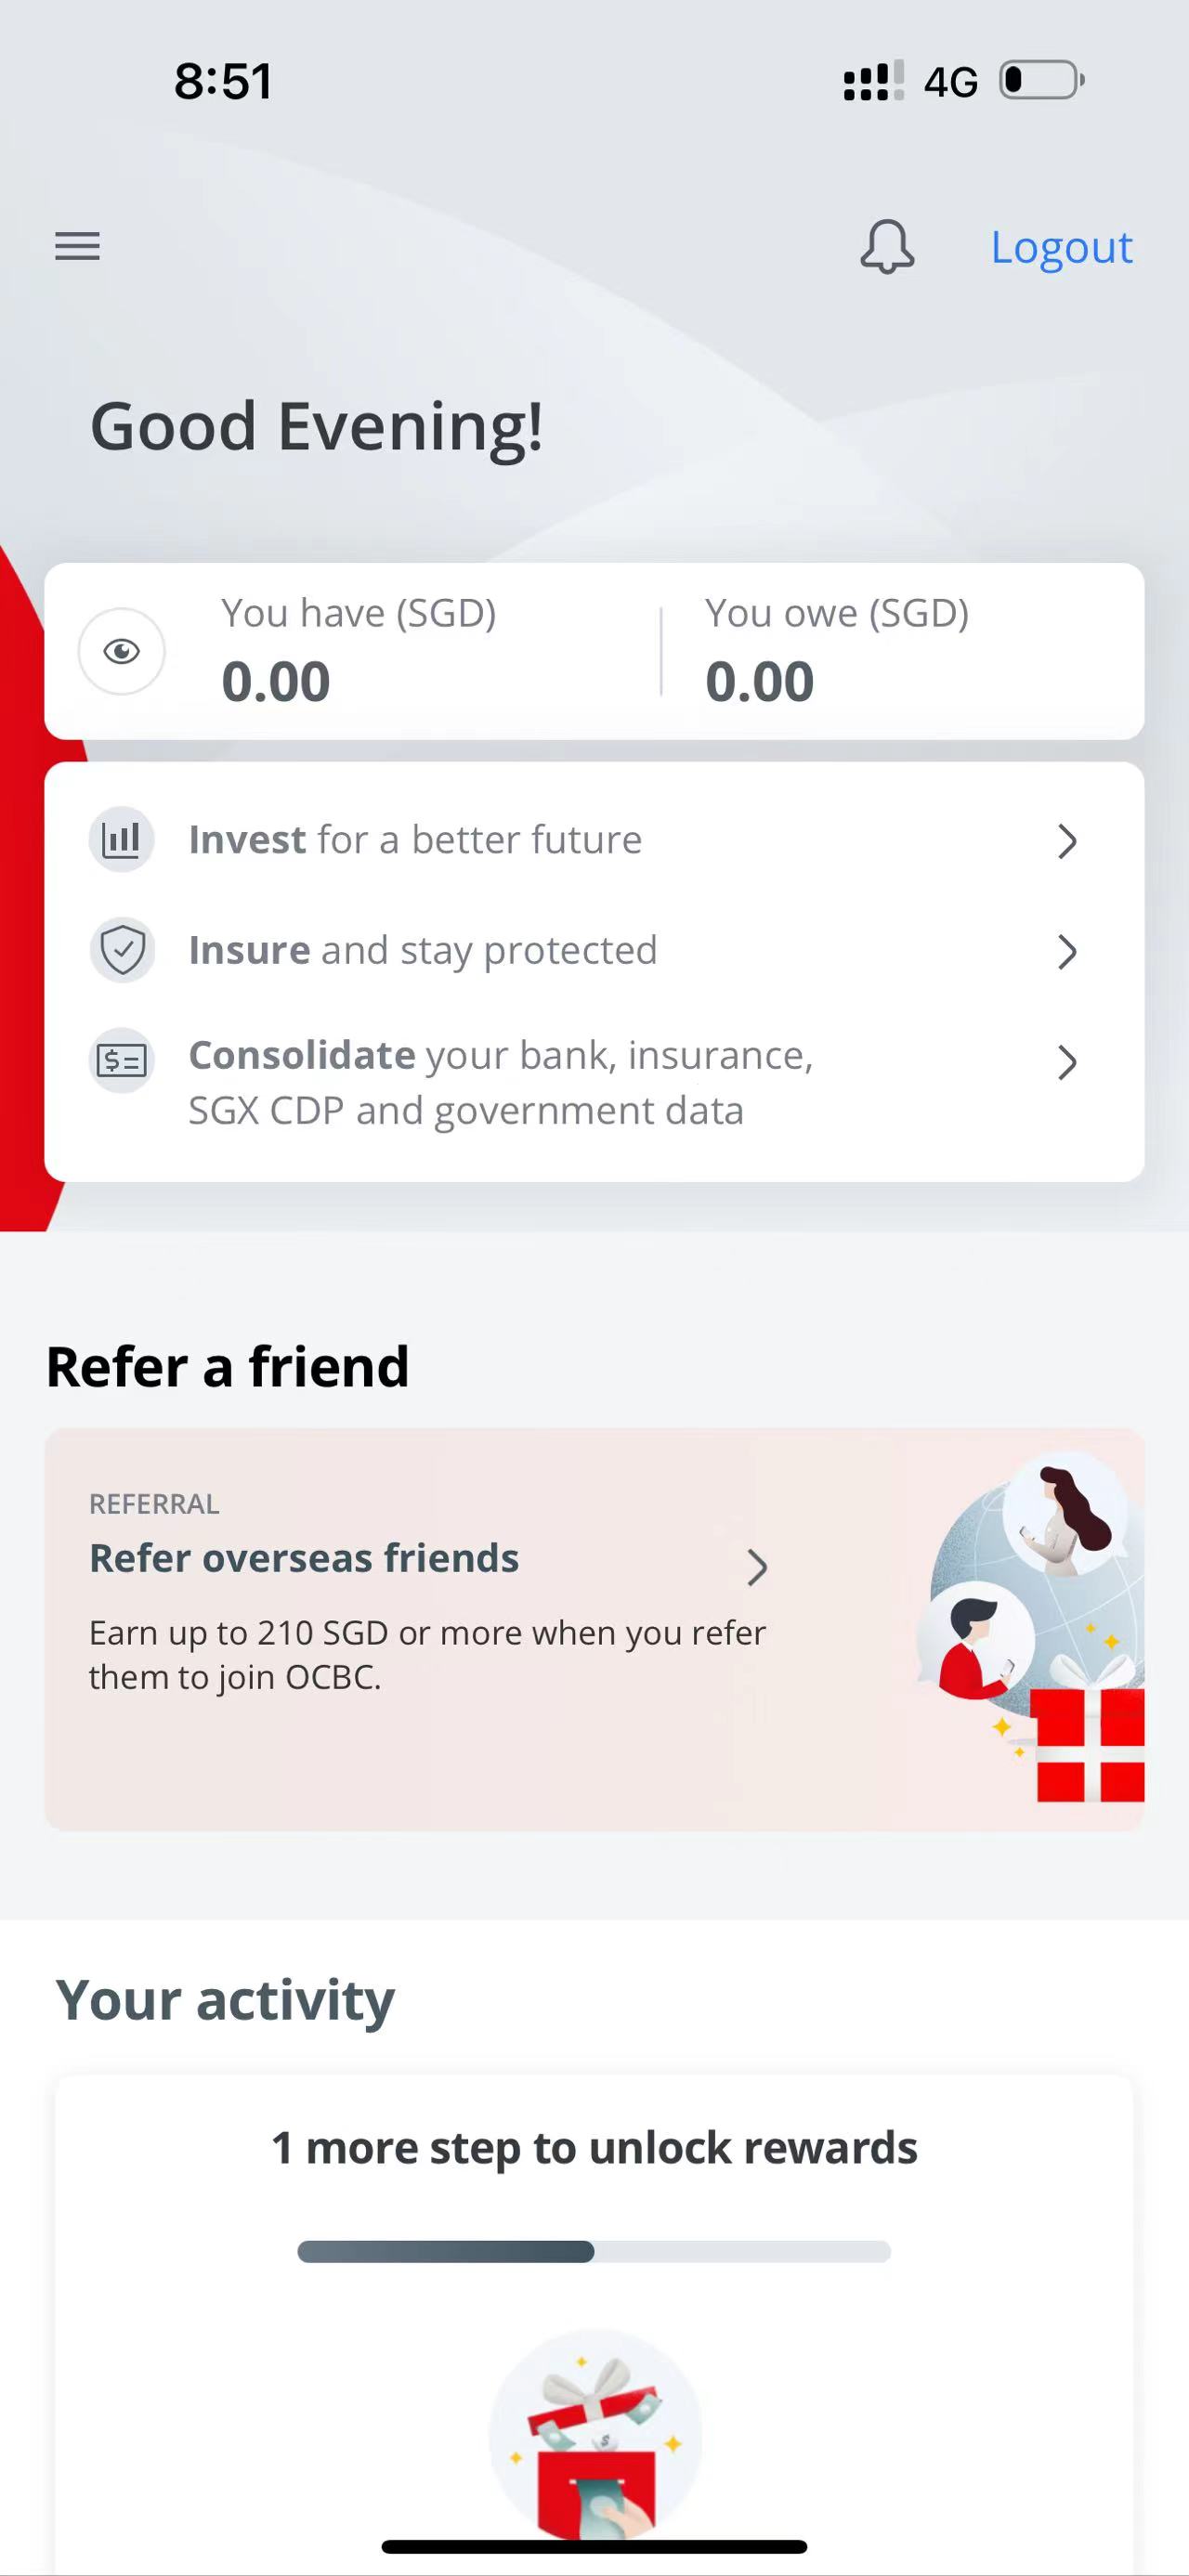 8:51
4G
Logout
Good Evening!
You have (SGD)
You owe (SGD)
0.00
0.00
Invest for a better future
Insure and stay protected
Consolidate your bank, insurance,
SGX CDP and government data
Refer a friend
REFERRAL
Refer overseas friends
Earn up to 210 SGD or more when you refer
them to join OCBC.
Your activity
1 more step to unlock rewards